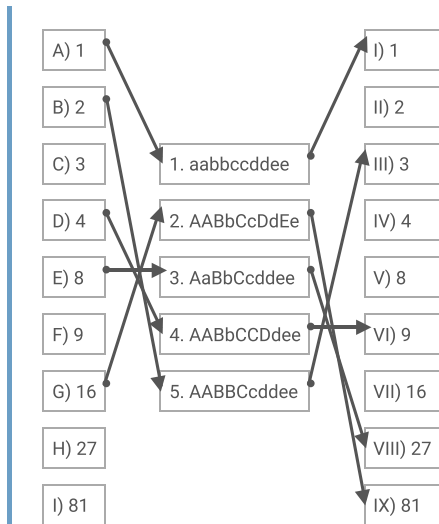 A) 1
B) 2
C) 3
D) 4
E) 8
F) 9
G) 16
H) 27
I) 81
1. aabbccddee
2. AABbCcDdEe
3. AaBbCcddee
4. AABbCCDdee
5. AABBCcddee
I) 1
II) 2
III) 3
IV) 4
V) 8
VI) 9
VII) 16
VIII) 27
IX) 81